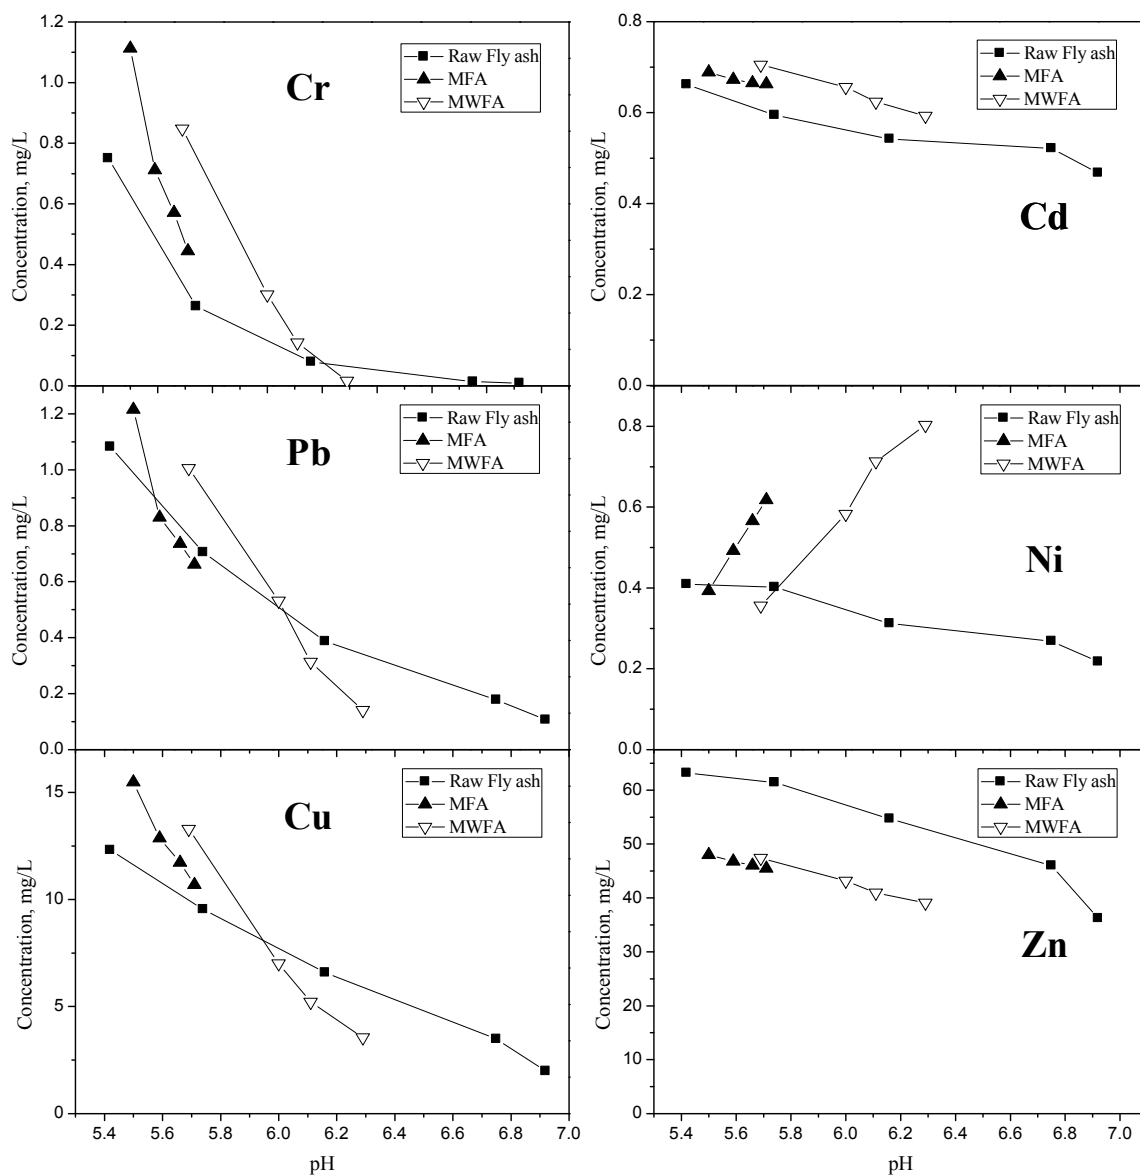 1.2
1.0
0.8
0.6
0.4
0.2
0.0
Concentration, mg/L
Cr
Raw Fly ash
MFA
MWFA
0.8
0.6
0.4
0.2
0.0
Concentration, mg/L
Cd
Raw Fly ash
MFA
MWFA
1.2
1.0
0.8
0.6
0.4
0.2
0.0
Concentration, mg/L
Pb
Raw Fly ash
MFA
MWFA
0.8
0.6
0.4
0.2
0.0
Concentration, mg/L
Ni
Raw Fly ash
MFA
MWFA
15
10
5
0
Concentration, mg/L
Cu
Raw Fly ash
MFA
MWFA
5.4 5.6 5.8 6.0 6.2 6.4 6.6 6.8 7.0
pH
60
50
40
30
20
10
0
Concentration, mg/L
Zn
Raw Fly ash
MFA
MWFA
5.4 5.6 5.8 6.0 6.2 6.4 6.6 6.8 7.0
pH